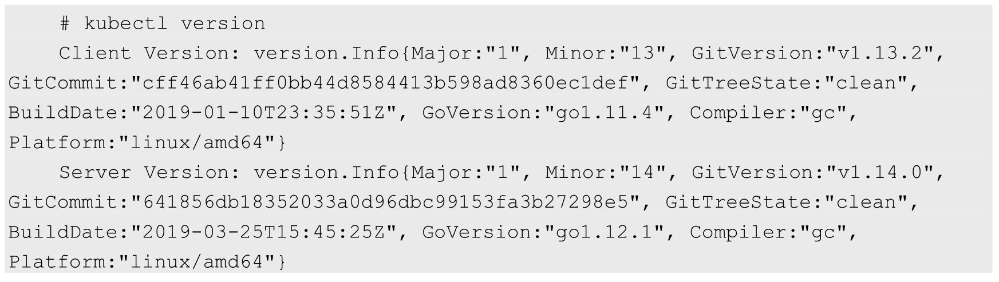 # kubectl version
Client Version: version.Info{Major:"1", Minor:"13", GitVersion:"v1.13.2",
GitCommit:"cff46ab41ff0bb44d8584413b598ad8360ec1def", GitTreeState:"clean",
BuildDate:"2019-01-10T23:35:51Z", GoVersion:"go1.11.4", Compiler:"gc",
Platform:"linux/amd64"}
Server Version: version.Info{Major:"1", Minor:"14", GitVersion:"v1.14.0",
GitCommit:"641856db18352033a0d96dbc99153fa3b27298e5", GitTreeState:"clean",
BuildDate:"2019-03-25T15:45:25Z", GoVersion:"go1.12.1", Compiler:"gc",
Platform:"linux/amd64"}